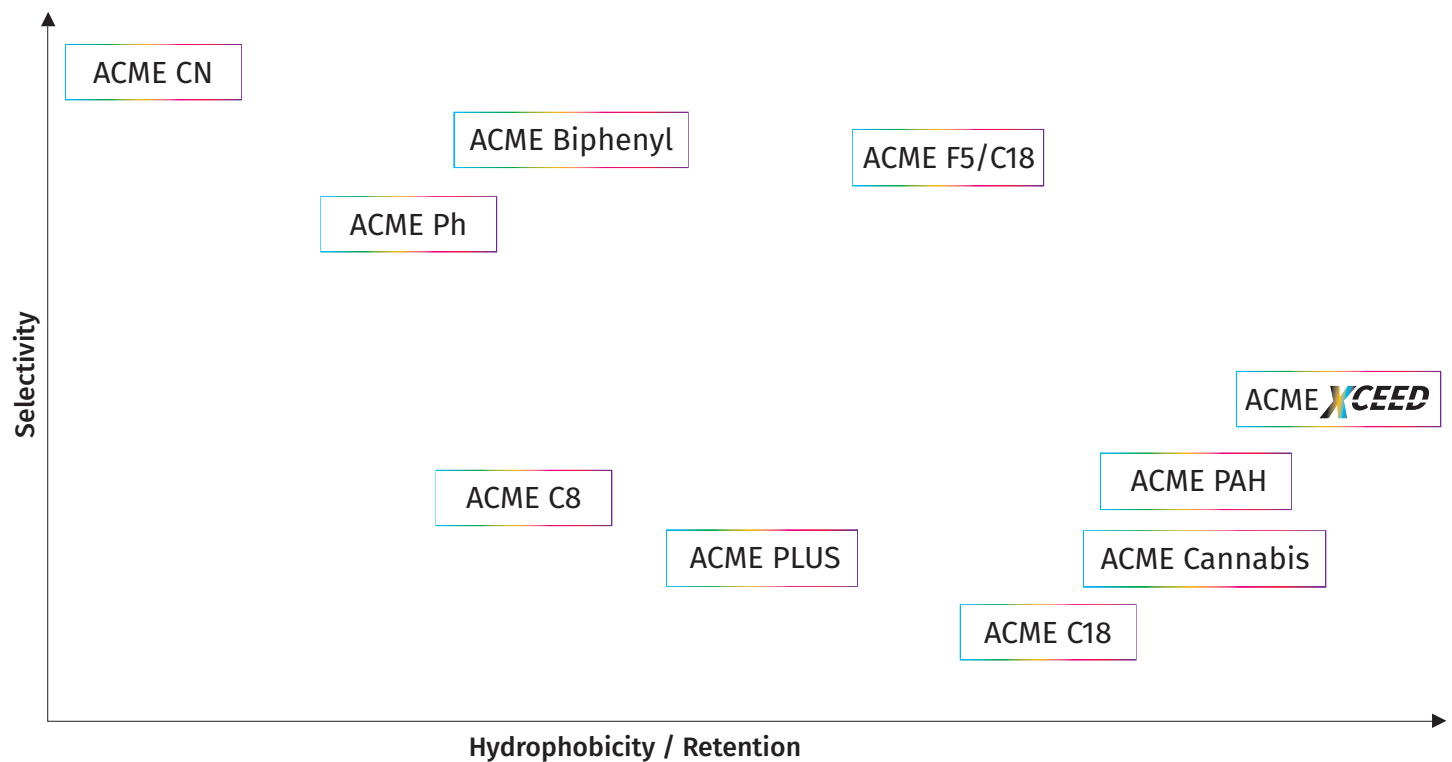 ACME CN
ACME Biphenyl
ACME F5/C18
ACME Ph
Selectivity
ACME XCEED
ACME PAH
ACME C8
ACME PLUS
ACME Cannabis
ACME C18
Hydrophobicity / Retention